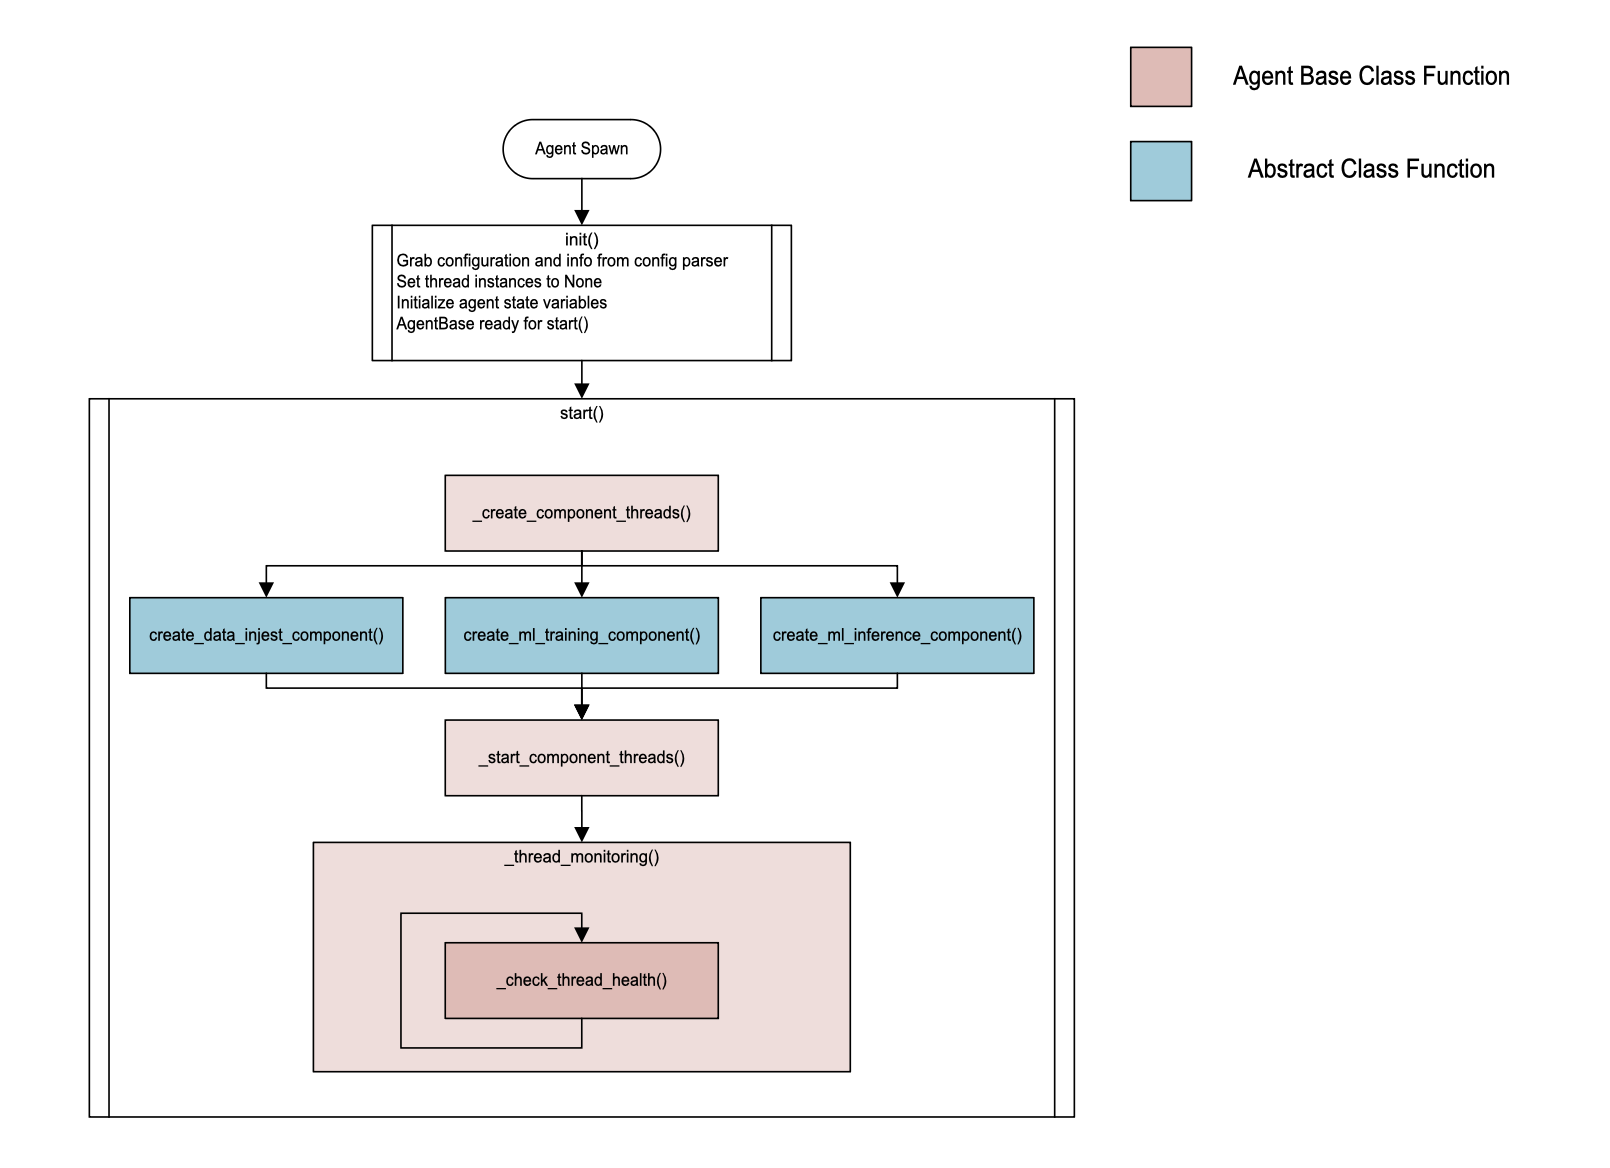 Agent Base Class Function
Abstract Class Function
Agent Spawn
init()
Grab configuration and info from config parser
Set thread instances to None
Initialize agent state variables
AgentBase ready for start()
start()
_create_component_threads()
create_data_injest_component()
create_ml_training_component()
create_ml_inference_component()
_start_component_threads()
_thread_monitoring()
_check_thread_health()